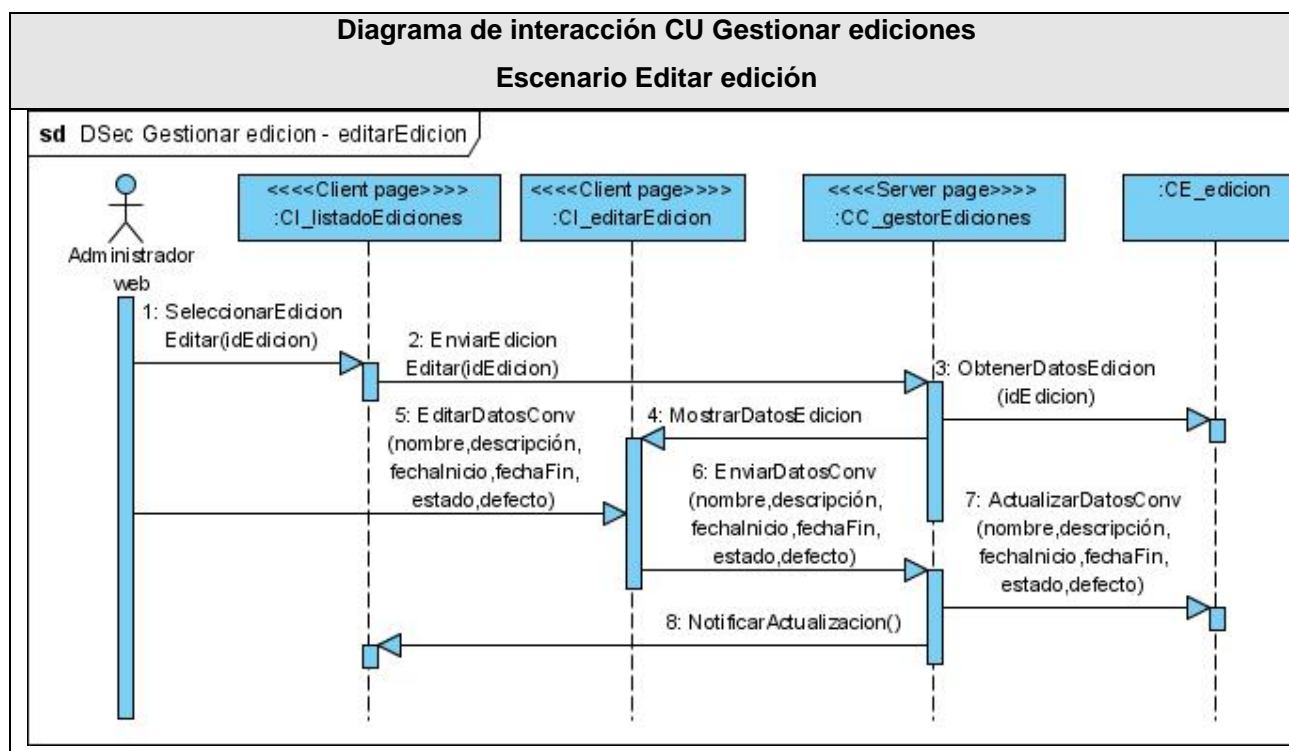 Diagrama de interacción CU Gestionar ediciones
Escenario Editar edición
sd DSec Gestionar edicion - editarEdicion
<<<<Client page>>>>
:CI_listadoEdiciones
<<<<Client page>>>>
:CI_editarEdicion
<<<<Server page>>>>
:CC_gestorEdiciones
:CE_edicion
Administrador
web
1: SeleccionarEdicion
Editar(idEdicion)
2: EnviarEdicion
Editar(idEdicion)
3: ObtenerDatosEdicion
(idEdicion)
4: MostrarDatosEdicion
5: EditarDatosConv
(nombre,descripción,
fechaInicio,fechaFin,
estado,defecto)
6: EnviarDatosConv
(nombre,descripción,
fechaInicio,fechaFin,
estado,defecto)
7: ActualizarDatosConv
(nombre,descripción,
fechaInicio,fechaFin,
estado,defecto)
8: NotificarActualizacion()